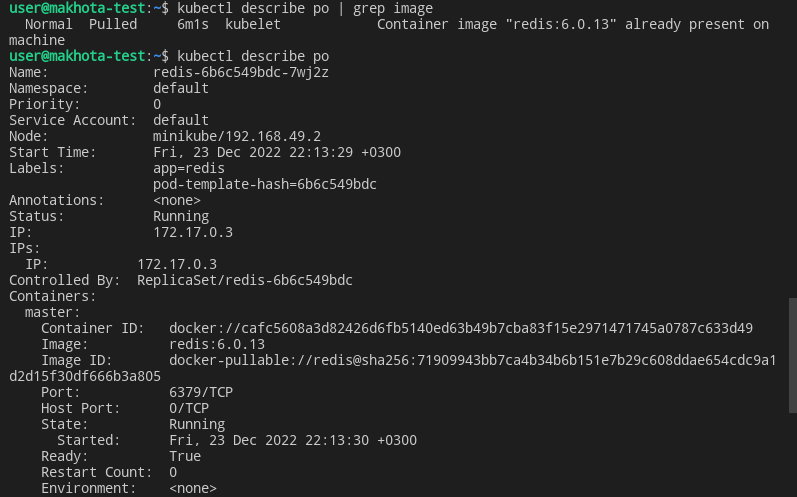 user@makhota-test:~$ kubectl describe po | grep image
  Normal  Pulled     6m1s  kubelet            Container image "redis:6.0.13" already present on
machine
user@makhota-test:~$ kubectl describe po
Name:             redis-6b6c549bdc-7wj2z
Namespace:        default
Priority:         0
Service Account:  default
Node:             minikube/192.168.49.2
Start Time:       Fri, 23 Dec 2022 22:13:29 +0300
Labels:           app=redis
                  pod-template-hash=6b6c549bdc
Annotations:      <none>
Status:           Running
IP:               172.17.0.3
IPs:
  IP:           172.17.0.3
Controlled By:  ReplicaSet/redis-6b6c549bdc
Containers:
  master:
    Container ID:   docker://cafc5608a3d82426d6fb5140ed63b49b7cba83f15e2971471745a0787c633d49
    Image:          redis:6.0.13
    Image ID:       docker-pullable://redis@sha256:71909943bb7ca4b34b6b151e7b29c608ddae654cdc9a1
d2d15f30df666b3a805
    Port:           6379/TCP
    Host Port:      0/TCP
    State:          Running
      Started:      Fri, 23 Dec 2022 22:13:30 +0300
    Ready:          True
    Restart Count:  0
    Environment:    <none>